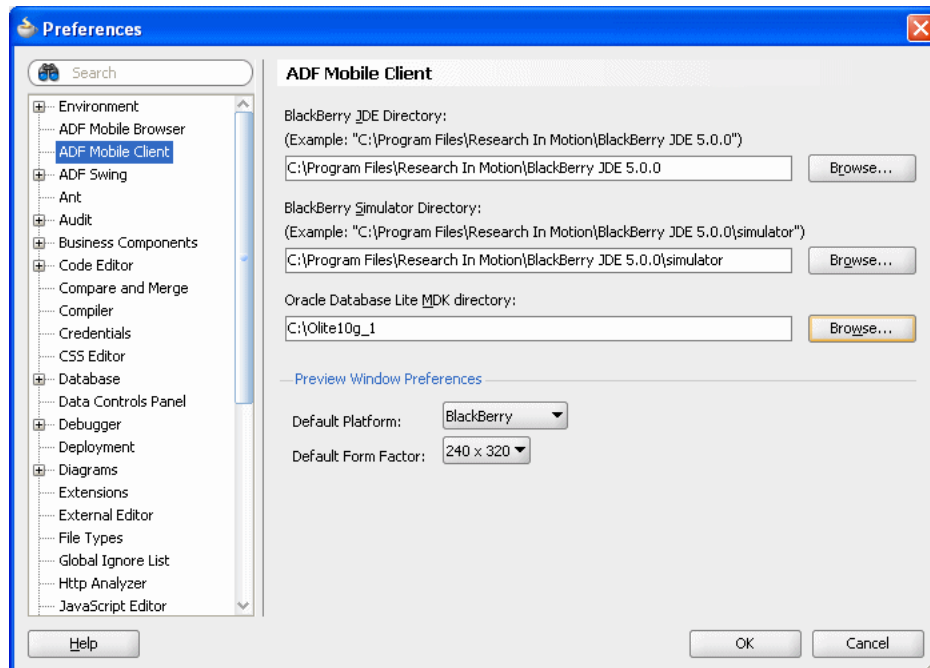 Preferences
Search
Environment
ADF Mobile Browser
ADF Mobile Client
ADF Swing
Ant
Audit
Business Components
Code Editor
Compare and Merge
Compiler
Credentials
CSS Editor
Database
Data Controls Panel
Debugger
Deployment
Diagrams
Extensions
External Editor
File Types
Global Ignore List
Http Analyzer
JavaScript Editor
ADF Mobile Client
BlackBerry JDE Directory:
(Example: "C:\Program Files\Research In Motion\BlackBerry JDE 5.0.0")
C:\Program Files\Research In Motion\BlackBerry JDE 5.0.0 Browse...
BlackBerry Simulator Directory:
(Example: "C:\Program Files\Research In Motion\BlackBerry JDE 5.0.0\simulator")
C:\Program Files\Research In Motion\BlackBerry JDE 5.0.0\simulator Browse...
Oracle Database Lite MDK directory:
C:\Olite10g_1 Browse...
Preview Window Preferences
Default Platform: BlackBerry
Default Form Factor: 240 x 320
Help OK Cancel